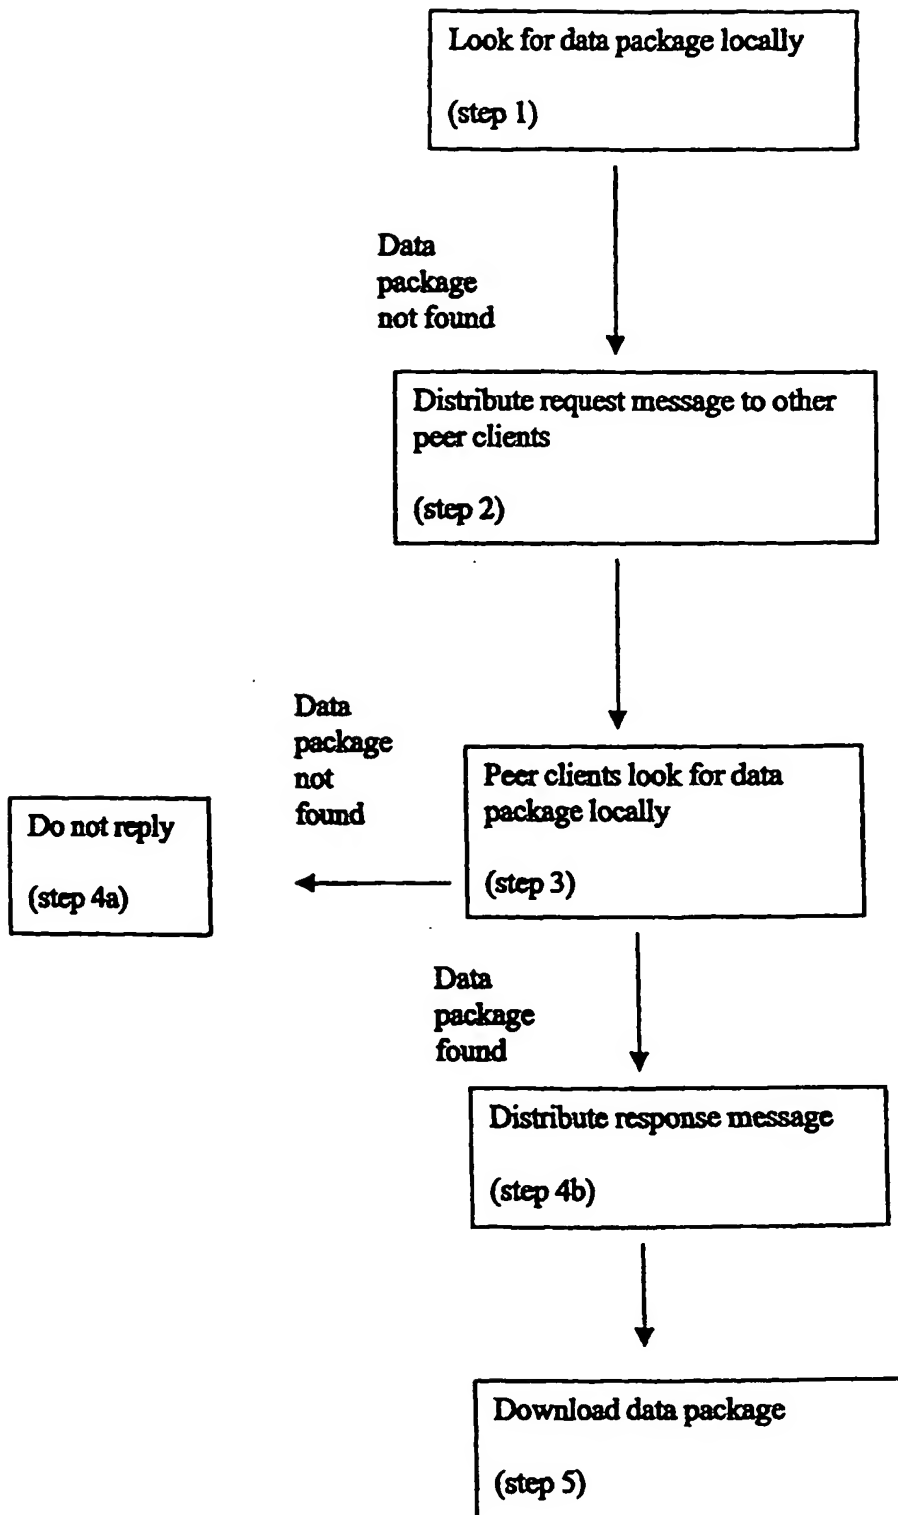 Look for data package locally
(step 1)
Data
package
not found
Distribute request message to other
peer clients
(step 2)
Data
package
not
found
Peer clients look for data
package locally
(step 3)
Do not reply
(step 4a)
Data
package
found
Distribute response message
(step 4b)
Download data package
(step 5)